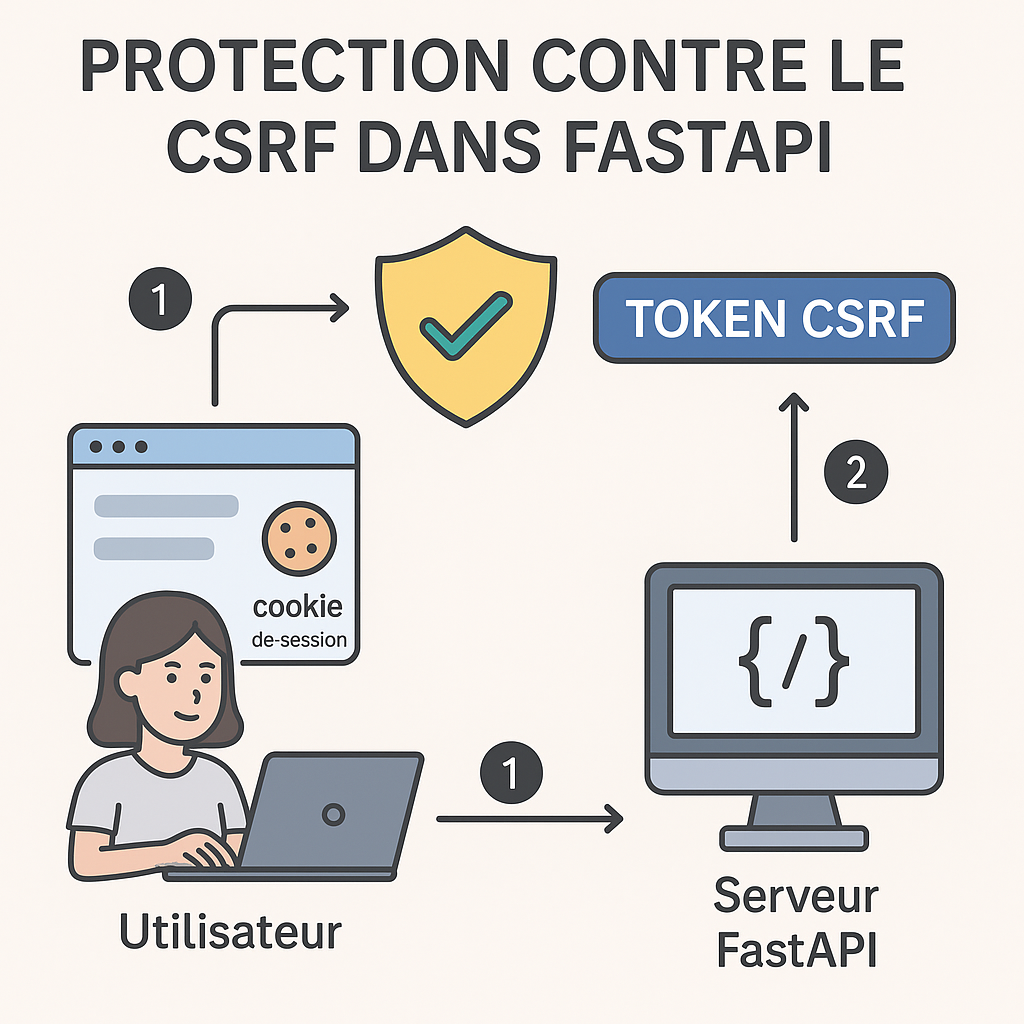 PROTECTION CONTRE LE
CSRF DANS FASTAPI
1
TOKEN CSRF
2
cookie
de-session
{/}
1
Utilisateur
Serveur
FastAPI